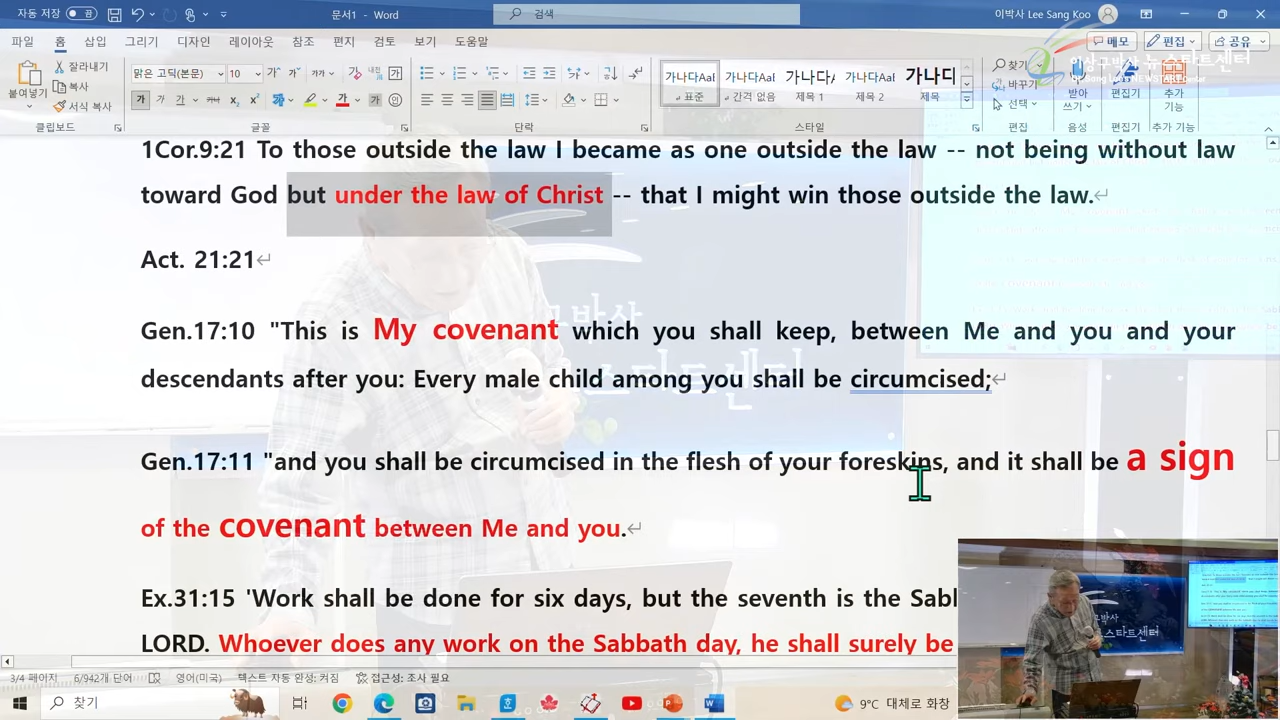 자동 저장 끔 문서1 - Word 검색 이박사 Lee Sang Koo
파일 홈 삽입 그리기 디자인 레이아웃 참조 편지 검토 보기 도움말 메모 편집 공유
붙여넣기 잘라내기 복사 서식 복사
맑은 고딕(본문) 10
가나다AaI 가나다AaI 가나다 가나다AaI 가나디
표준 간격 없음 제목 1 제목 2 제목
찾기 바꾸기 선택 받아쓰기 편집기 추가 기능
클립보드 글꼴 단락 스타일 편집 음성 편집기 추가 기능
이상구박사 뉴스타트센터
1Cor.9:21 To those outside the law I became as one outside the law -- not being without law
toward God but under the law of Christ -- that I might win those outside the law.
Act. 21:21
Gen.17:10 "This is My covenant which you shall keep, between Me and you and your
descendants after you: Every male child among you shall be circumcised;
Gen.17:11 "and you shall be circumcised in the flesh of your foreskins, and it shall be a sign
of the covenant between Me and you.
Ex.31:15 'Work shall be done for six days, but the seventh is the
LORD. Whoever does any work on the Sabbath day, he shall surely be
3/4 페이지 6/942개 단어 영어(미국) 텍스트 자동 완성: 켜짐 접근성: 조사 필요
찾기 9°C 대체로 화창